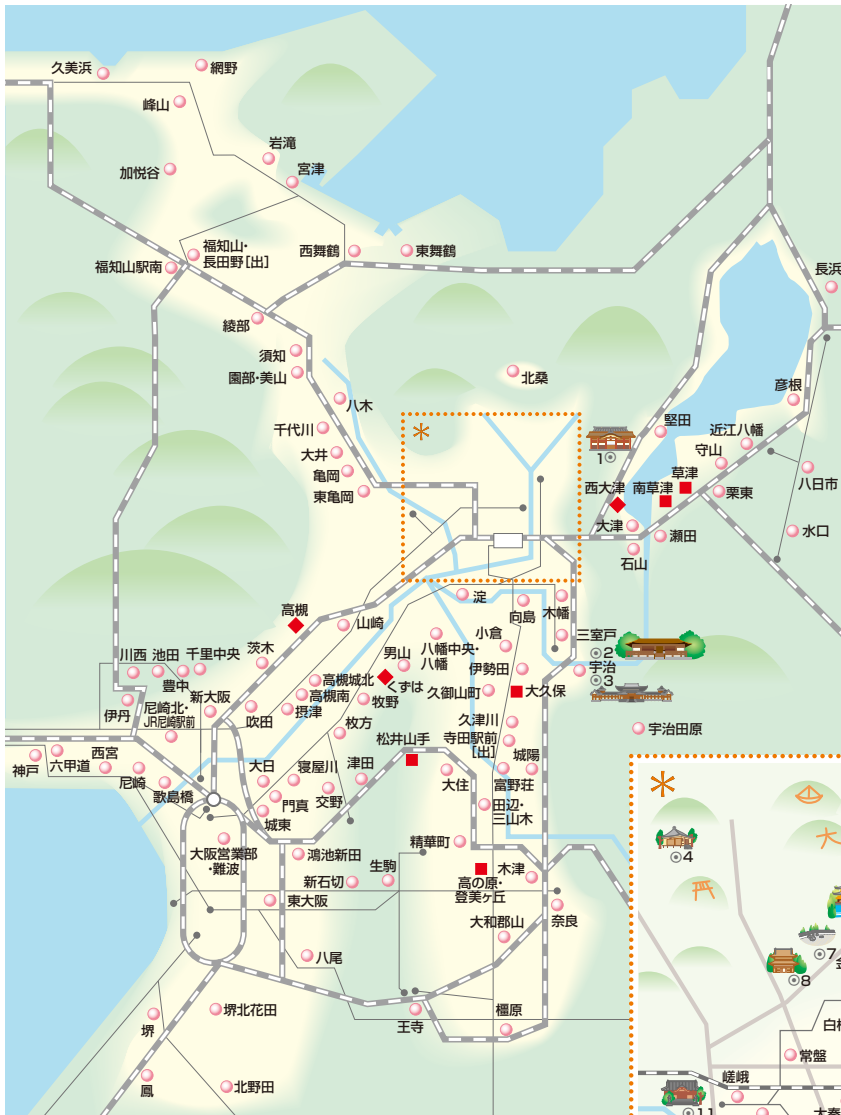 久美浜
網野
峰山
岩滝
加悦谷
宮津
福知山・
長田野[出]
福知山駅南
西舞鶴
東舞鶴
長浜
綾部
須知
園部・美山
北桑
八木
彦根
千代川
大井
亀岡
東亀岡
＊
1
堅田
近江八幡
守山
草津
西大津
南草津
栗東
八日市
大津
瀬田
水口
石山
淀
向島
木幡
高槻
山崎
三室戸
2
宇治
3
小倉
八幡中央・
八幡
男山
伊勢田
川西
池田
千里中央
豊中
茨木
高槻城北
高槻南
くずは
牧野
久御山町
大久保
伊丹
尼崎北・
JR尼崎駅前
新大阪
吹田
摂津
枚方
久津川
寺田駅前
[出]
城陽
宇治田原
神戸
六甲道
西宮
尼崎
歌島橋
大日
寝屋川
津田
松井山手
大住
富野荘
門真
交野
城東
田辺・
三山木
大阪営業部
・難波
鴻池新田
精華町
新石切
生駒
高の原・
登美ヶ丘
木津
東大阪
大和郡山
奈良
八尾
堺
堺北花田
王寺
橿原
鳳
北野田
＊
4
大
7
8
常盤
嵯峨
11